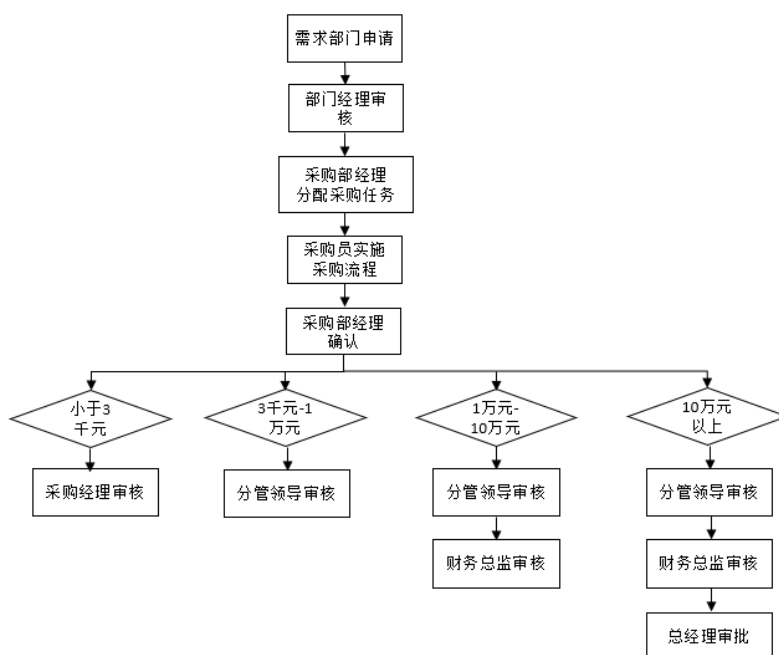 需求部门申请
部门经理审
核
采购部经理
分配采购任务
采购员实施
采购流程
采购部经理
确认
小于3
千元
3千元-1
万元
1万元-
10万元
10万元
以上
采购经理审核
分管领导审核
分管领导审核
分管领导审核
财务总监审核
财务总监审核
总经理审批